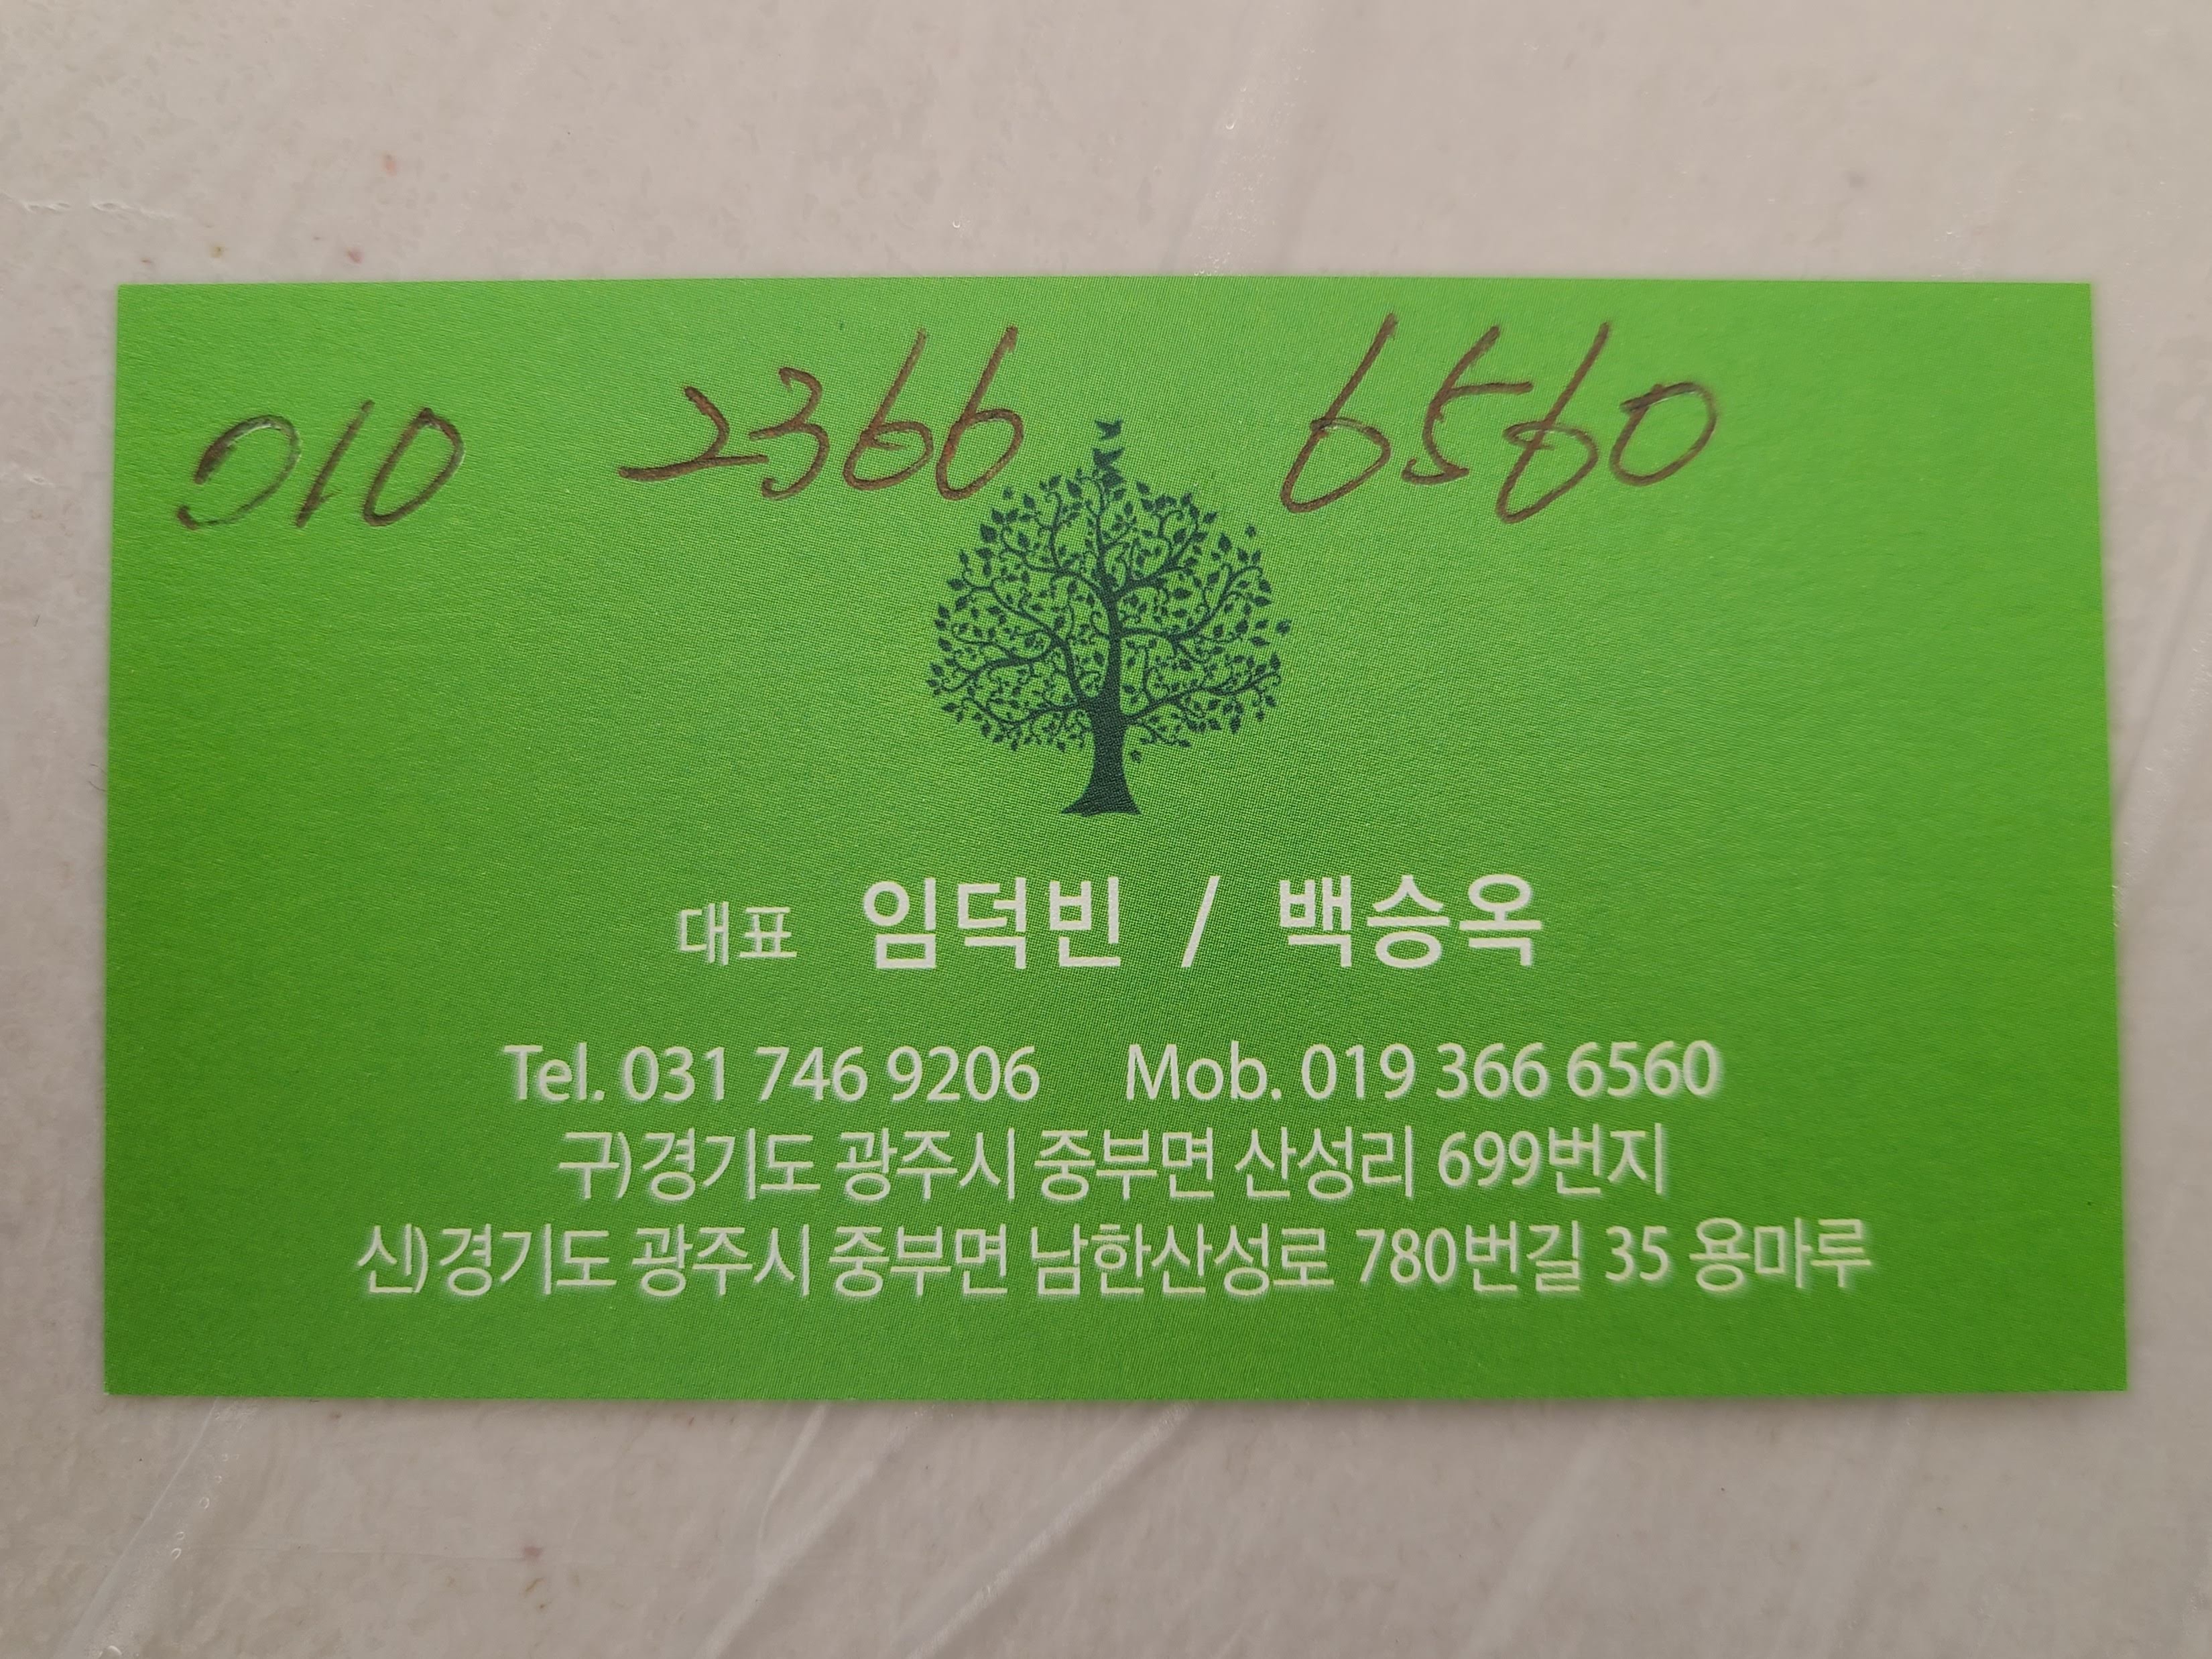 010 2366 6560
대표 임덕빈 / 백승옥
Tel. 031 746 9206 Mob. 019 366 6560
구)경기도 광주시 중부면 산성리 699번지
신)경기도 광주시 중부면 남한산성로 780번길 35 용마루